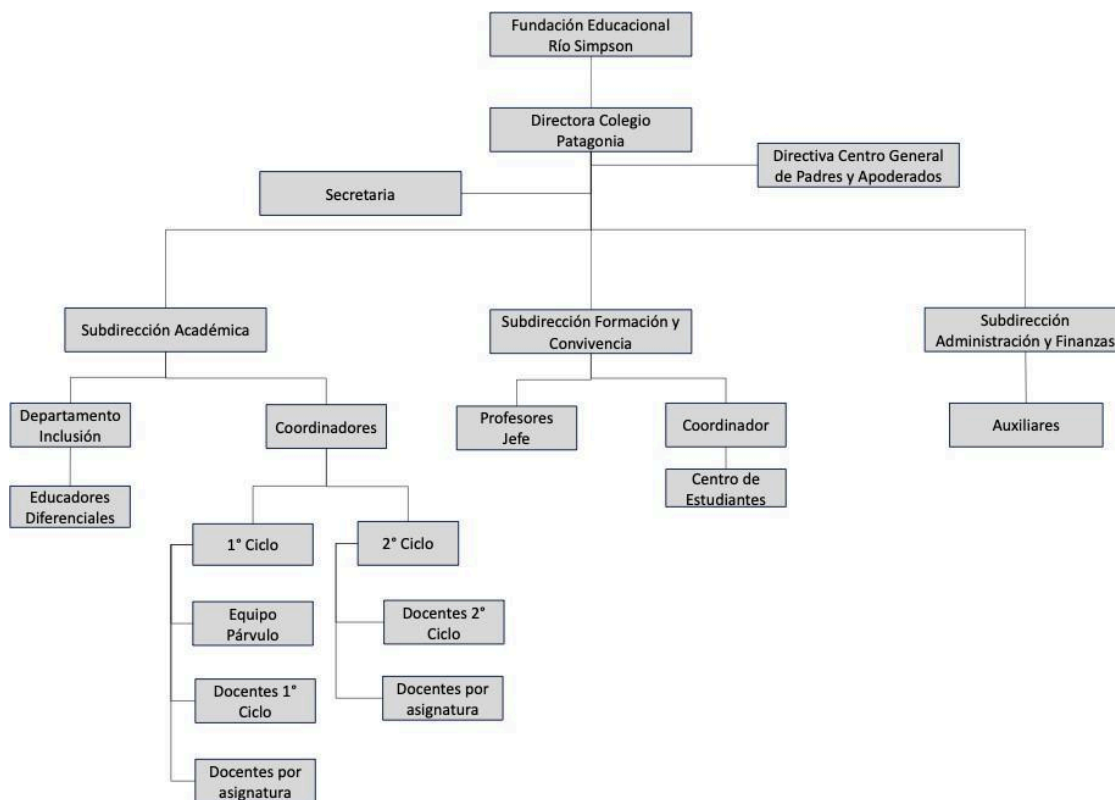 Fundación Educacional
Río Simpson
Directora Colegio
Patagonia
Directiva Centro General
de Padres y Apoderados
Secretaria
Subdirección Académica
Subdirección Formación y
Convivencia
Subdirección
Administración y Finanzas
Departamento
Inclusión
Coordinadores
Profesores
Jefe
Coordinador
Auxiliares
Educadores
Diferenciales
Centro de
Estudiantes
1° Ciclo
2° Ciclo
Equipo
Párvulo
Docentes 2°
Ciclo
Docentes 1°
Ciclo
Docentes por
asignatura
Docentes por
asignatura